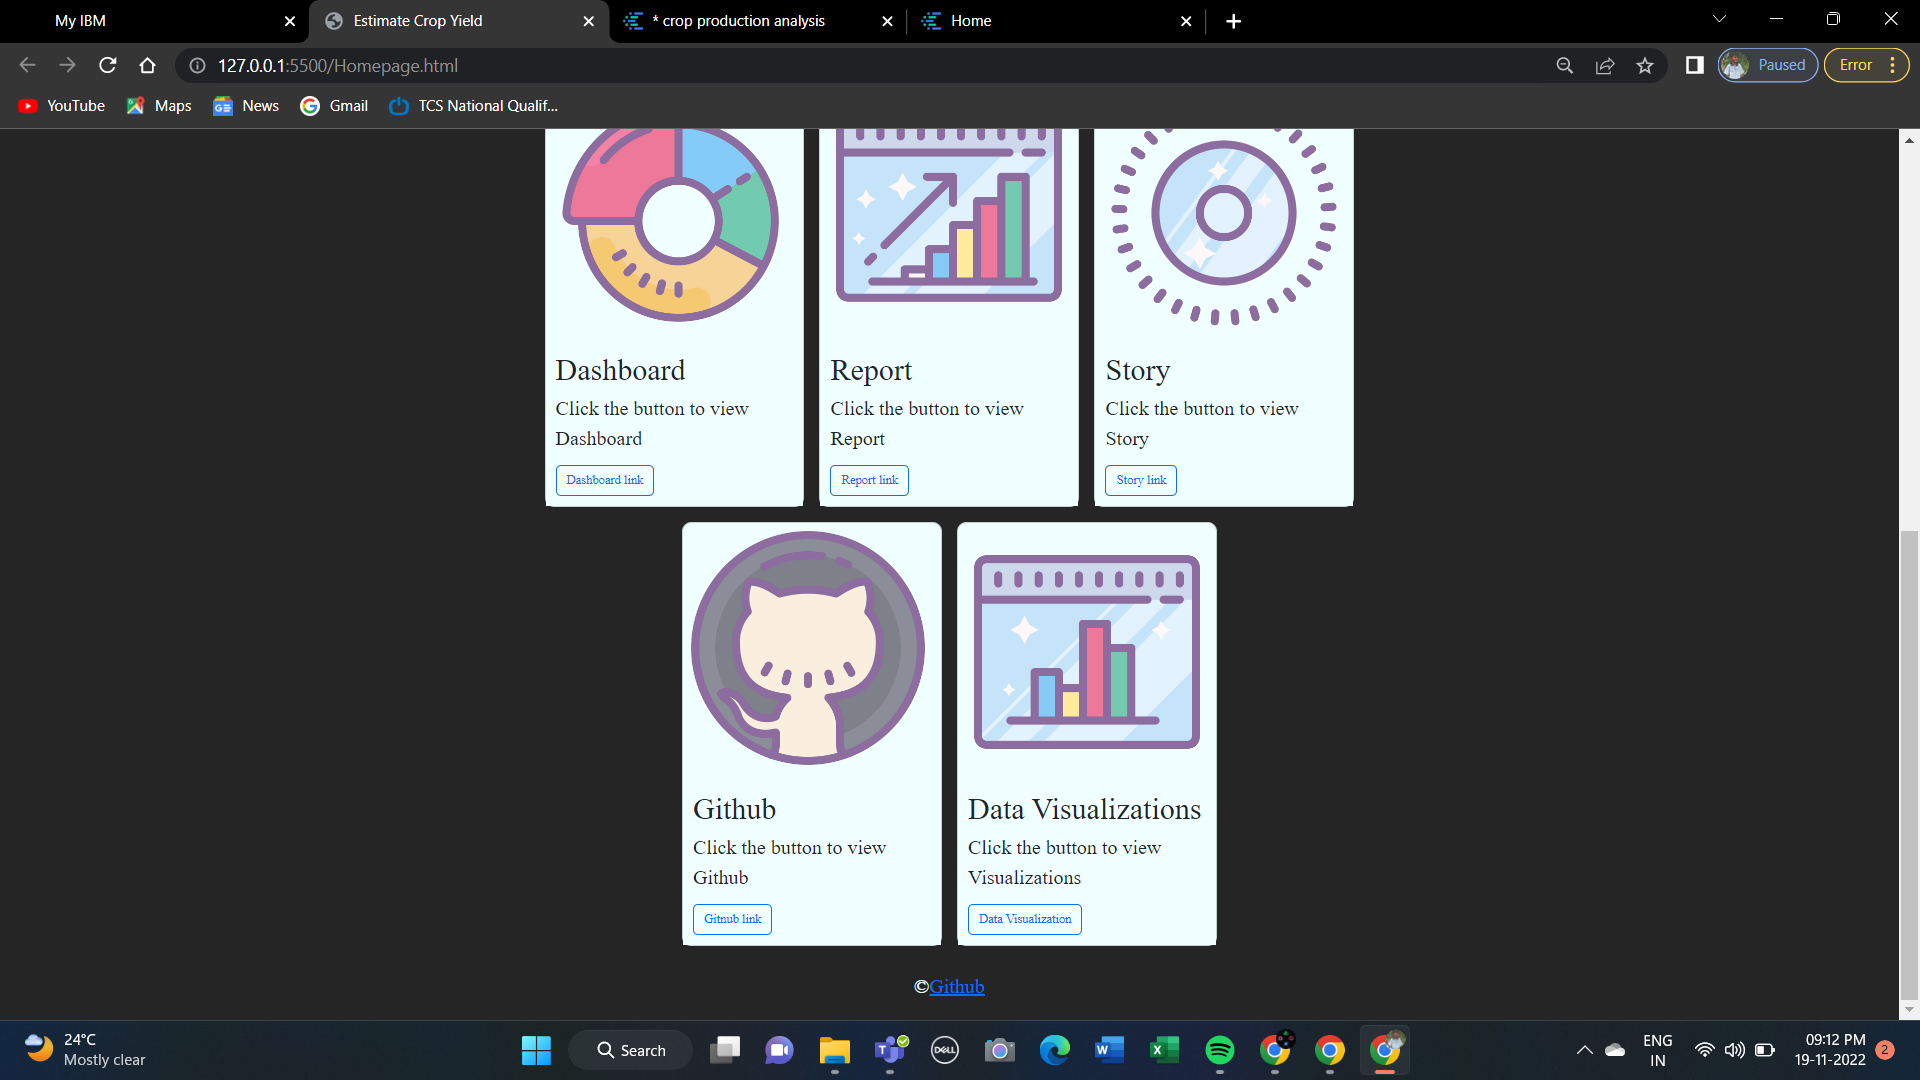 My IBM
Estimate Crop Yield
* crop production analysis
Home
127.0.0.1:5500/Homepage.html
Paused
Error
YouTube
Maps
News
Gmail
TCS National Qualif...
Dashboard
Click the button to view
Dashboard
Dashboard link
Report
Click the button to view
Report
Report link
Story
Click the button to view
Story
Story link
Github
Click the button to view
Github
Gitnub link
Data Visualizations
Click the button to view
Visualizations
Data Visualization
©Github
24°C
Mostly clear
Search
DELL
ENG
IN
09:12 PM
19-11-2022
2